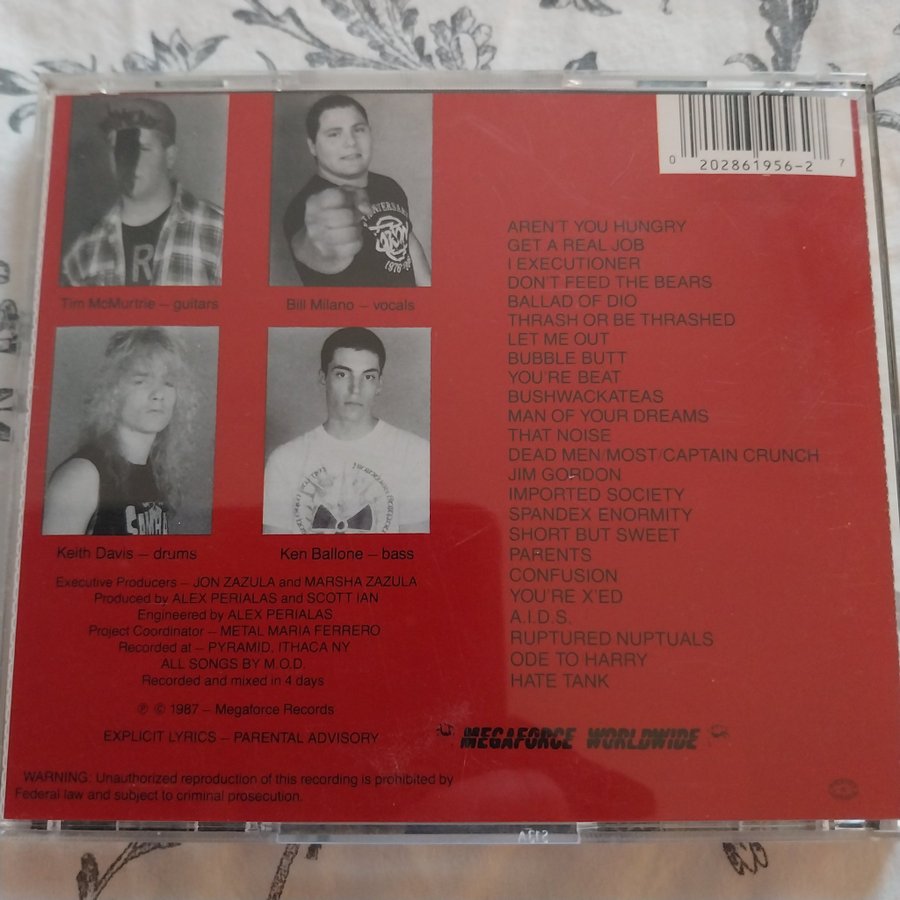 Tim McMurtrie — guitars
Bill Milano — vocals
Keith Davis — drums
Ken Ballone — bass
Executive Producers — JON ZAZULA and MARSHA ZAZULA
Produced by ALEX PERIALAS and SCOTT IAN
Engineered by ALEX PERIALAS
Project Coordinator — METAL MARIA FERRERO
Recorded at — PYRAMID, ITHACA NY
ALL SONGS BY M.O.D.
Recorded and mixed in 4 days
℗ © 1987 — Megaforce Records
EXPLICIT LYRICS — PARENTAL ADVISORY
WARNING: Unauthorized reproduction of this recording is prohibited by
Federal law and subject to criminal prosecution.
0 202861956-2 7
AREN'T YOU HUNGRY
GET A REAL JOB
I EXECUTIONER
DON'T FEED THE BEARS
BALLAD OF DIO
THRASH OR BE THRASHED
LET ME OUT
BUBBLE BUTT
YOU'RE BEAT
BUSHWACKATEAS
MAN OF YOUR DREAMS
THAT NOISE
DEAD MEN/MOST/CAPTAIN CRUNCH
JIM GORDON
IMPORTED SOCIETY
SPANDEX ENORMITY
SHORT BUT SWEET
PARENTS
CONFUSION
YOU'RE X'ED
A.I.D.S.
RUPTURED NUPTUALS
ODE TO HARRY
HATE TANK
MEGAFORCE WORLDWIDE